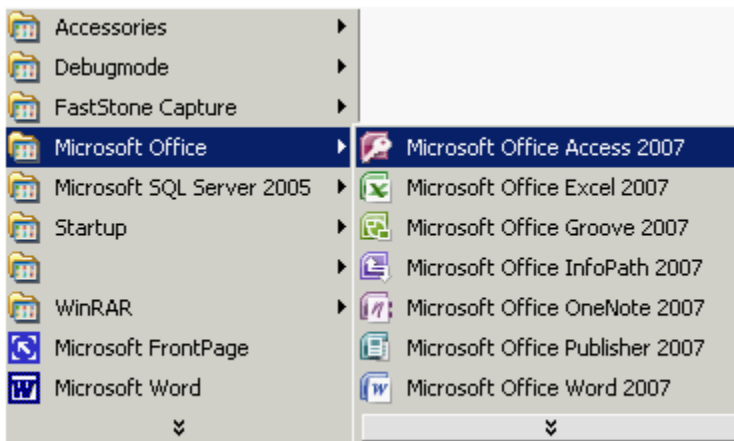 Accessories
Debugmode
FastStone Capture
Microsoft Office
Microsoft SQL Server 2005
Startup
WinRAR
Microsoft FrontPage
Microsoft Word
Microsoft Office Access 2007
Microsoft Office Excel 2007
Microsoft Office Groove 2007
Microsoft Office InfoPath 2007
Microsoft Office OneNote 2007
Microsoft Office Publisher 2007
Microsoft Office Word 2007